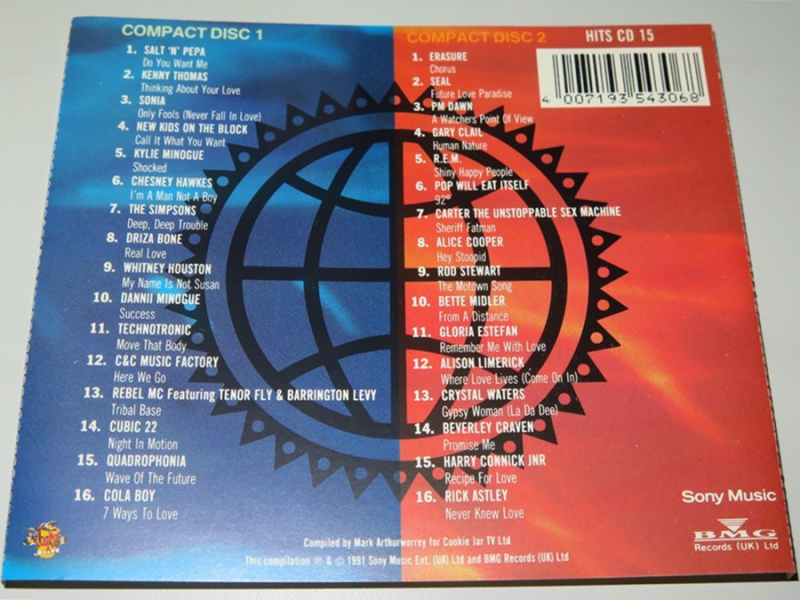 COMPACT DISC 1
1. SALT 'N' PEPA
Do You Want Me
2. KENNY THOMAS
Thinking About Your Love
3. SONIA
Only Fools (Never Fall In Love)
4. NEW KIDS ON THE BLOCK
Call It What You Want
5. KYLIE MINOGUE
Shocked
6. CHESNEY HAWKES
I'm A Man Not A Boy
7. THE SIMPSONS
Deep, Deep Trouble
8. DRIZA BONE
Real Love
9. WHITNEY HOUSTON
My Name Is Not Susan
10. DANNII MINOGUE
Success
11. TECHNOTRONIC
Move That Body
12. C&C MUSIC FACTORY
Here We Go
13. REBEL MC Featuring TENOR FLY & BARRINGTON LEVY
Tribal Base
14. CUBIC 22
Night In Motion
15. QUADROPHONIA
Wave Of The Future
16. COLA BOY
7 Ways To Love
COMPACT DISC 2
1. ERASURE
Chorus
2. SEAL
Future Love Paradise
3. PM DAWN
A Watchers Point Of View
4. GARY CLAIL
Human Nature
5. R.E.M.
Shiny Happy People
6. POP WILL EAT ITSELF
92°
7. CARTER THE UNSTOPPABLE SEX MACHINE
Sheriff Fatman
8. ALICE COOPER
Hey Stoopid
9. ROD STEWART
The Motown Song
10. BETTE MIDLER
From A Distance
11. GLORIA ESTEFAN
Remember Me With Love
12. ALISON LIMERICK
Where Love Lives (Come On In)
13. CRYSTAL WATERS
Gypsy Woman (La Da Dee)
14. BEVERLEY CRAVEN
Promise Me
15. HARRY CONNICK JNR
Recipe For Love
16. RICK ASTLEY
Never Knew Love
HITS CD 15
4 007193 543068
Sony Music
BMG
Records (UK) Ltd
Compiled by Mark Arthurworrey for Cookie Jar TV Ltd
This compilation ℗ & © 1991 Sony Music Ent. (UK) Ltd and BMG Records (UK) Ltd